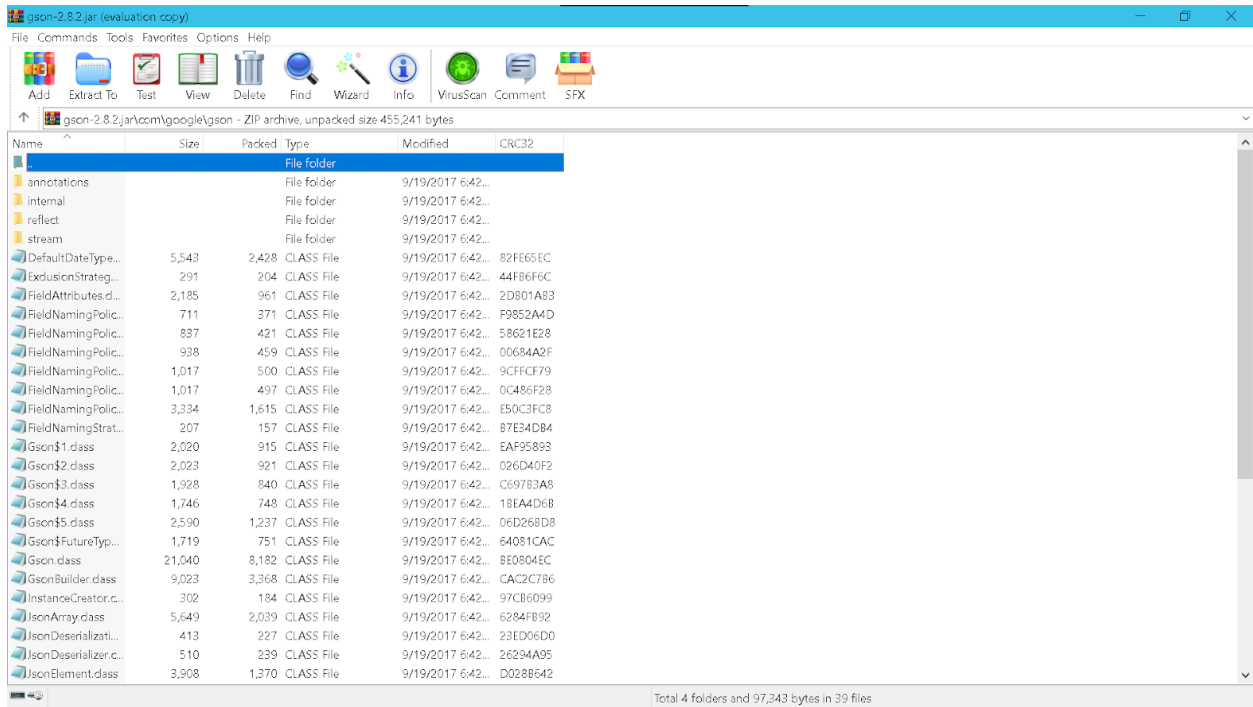 gson-2.8.2.jar (evaluation copy)
File Commands Tools Favorites Options Help
Add Extract To Test View Delete Find Wizard Info VirusScan Comment SFX
gson-2.8.2.jar\com\google\gson - ZIP archive, unpacked size 455,241 bytes
Name Size Packed Type Modified CRC32
.. File folder
annotations File folder 9/19/2017 6:42...
internal File folder 9/19/2017 6:42...
reflect File folder 9/19/2017 6:42...
stream File folder 9/19/2017 6:42...
DefaultDateType... 5,543 2,428 CLASS File 9/19/2017 6:42... 82FE65EC
ExclusionStrateg... 291 204 CLASS File 9/19/2017 6:42... 44FB6F6C
FieldAttributes.cl... 2,185 961 CLASS File 9/19/2017 6:42... 2DB01AB3
FieldNamingPolic... 711 371 CLASS File 9/19/2017 6:42... F9852A4D
FieldNamingPolic... 837 421 CLASS File 9/19/2017 6:42... 58621E28
FieldNamingPolic... 938 459 CLASS File 9/19/2017 6:42... 00684A2F
FieldNamingPolic... 1,017 500 CLASS File 9/19/2017 6:42... 9CFFCF79
FieldNamingPolic... 1,017 497 CLASS File 9/19/2017 6:42... 0C486F28
FieldNamingPolic... 3,334 1,615 CLASS File 9/19/2017 6:42... E50C3FC8
FieldNamingStrat... 207 157 CLASS File 9/19/2017 6:42... B7E34DB4
Gson$1.class 2,020 915 CLASS File 9/19/2017 6:42... EAF95893
Gson$2.class 2,023 921 CLASS File 9/19/2017 6:42... 026D40F2
Gson$3.class 1,928 840 CLASS File 9/19/2017 6:42... C697B3A8
Gson$4.class 1,746 748 CLASS File 9/19/2017 6:42... 1BEA4D6B
Gson$5.class 2,590 1,237 CLASS File 9/19/2017 6:42... 06D26BD8
Gson$FutureTyp... 1,719 751 CLASS File 9/19/2017 6:42... 64081CAC
Gson.class 21,040 8,182 CLASS File 9/19/2017 6:42... BE0804EC
GsonBuilder.class 9,023 3,368 CLASS File 9/19/2017 6:42... CAC2C7B6
InstanceCreator.c... 302 184 CLASS File 9/19/2017 6:42... 97CB6099
JsonArray.class 5,649 2,039 CLASS File 9/19/2017 6:42... 6284FB92
JsonDeserializati... 413 227 CLASS File 9/19/2017 6:42... 23ED06D0
JsonDeserializer.c... 510 239 CLASS File 9/19/2017 6:42... 26294A95
JsonElement.class 3,908 1,370 CLASS File 9/19/2017 6:42... D028B642
Total 4 folders and 97,343 bytes in 39 files